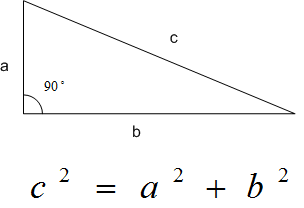 c
a
90°
b
c² = a² + b²